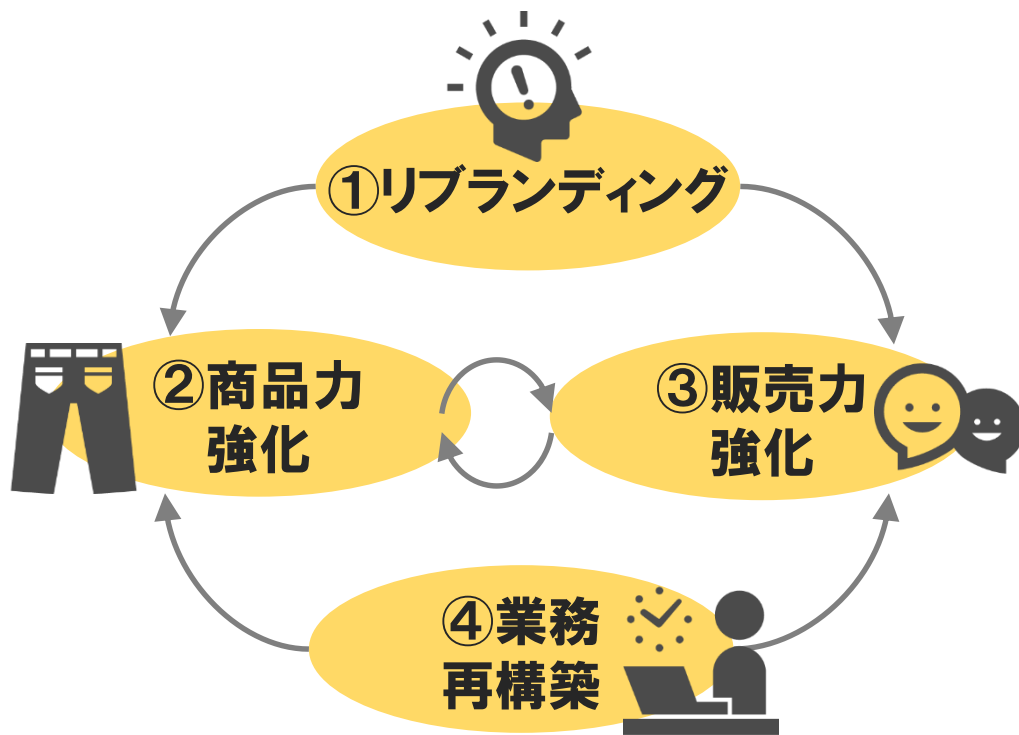 ①リブランディング
②商品力
強化
③販売力
強化
④業務
再構築